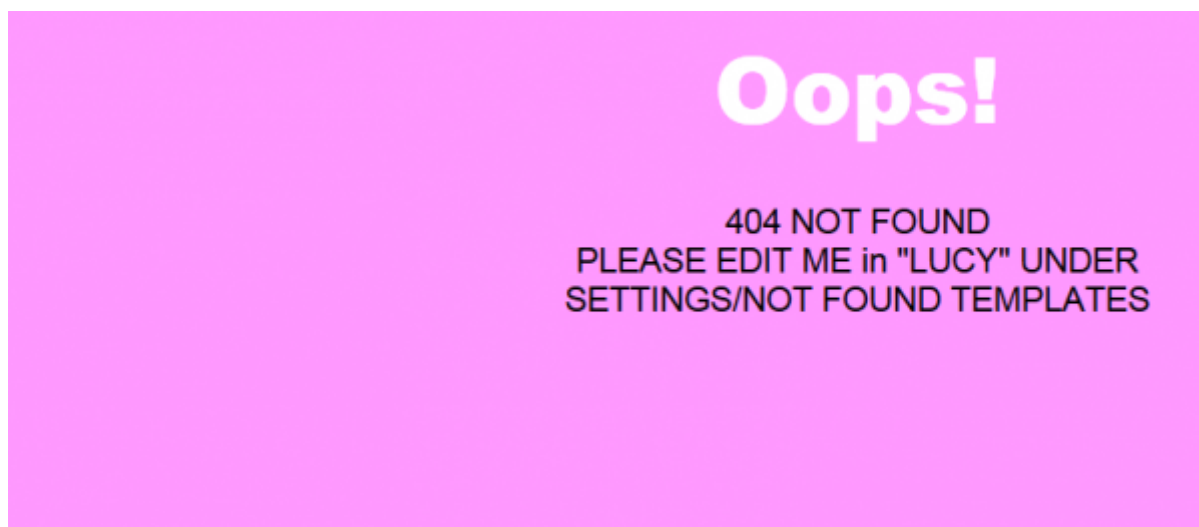 Oops!
404 NOT FOUND
PLEASE EDIT ME in "LUCY" UNDER
SETTINGS/NOT FOUND TEMPLATES